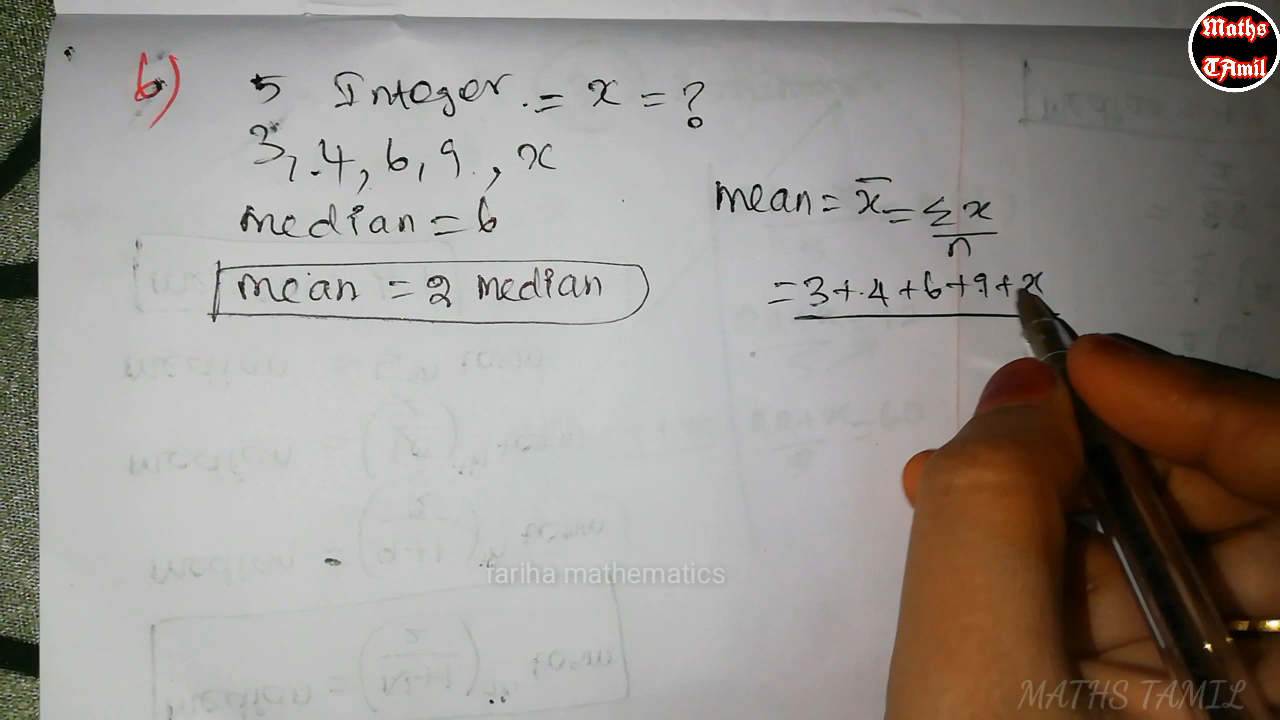 b) 5 Integer. = x = ?
3, 4, 6, 9, x
median = 6
mean = 2 median
mean = x̄ = Σx/n
= 3+4+6+9+x
fariha mathematics
MATHS TAMIL
Maths
TAmil